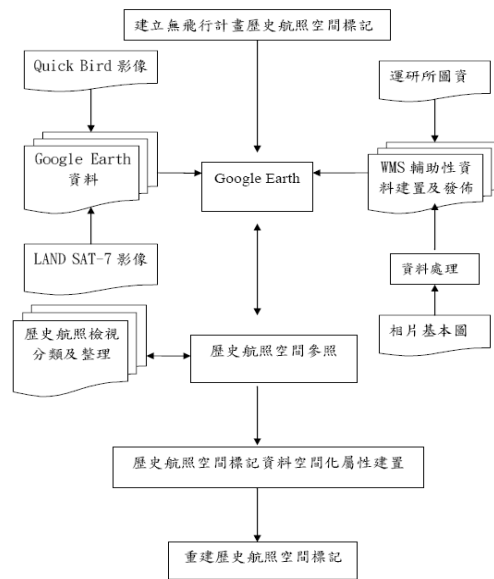 建立無飛行計畫歷史航照空間標記
Quick Bird 影像
運研所圖資
Google Earth
資料
Google Earth
WMS 輔助性資
料建置及發佈
LAND SAT-7 影像
資料處理
相片基本圖
歷史航照檢視
分類及整理
歷史航照空間參照
歷史航照空間標記資料空間化屬性建置
重建歷史航照空間標記